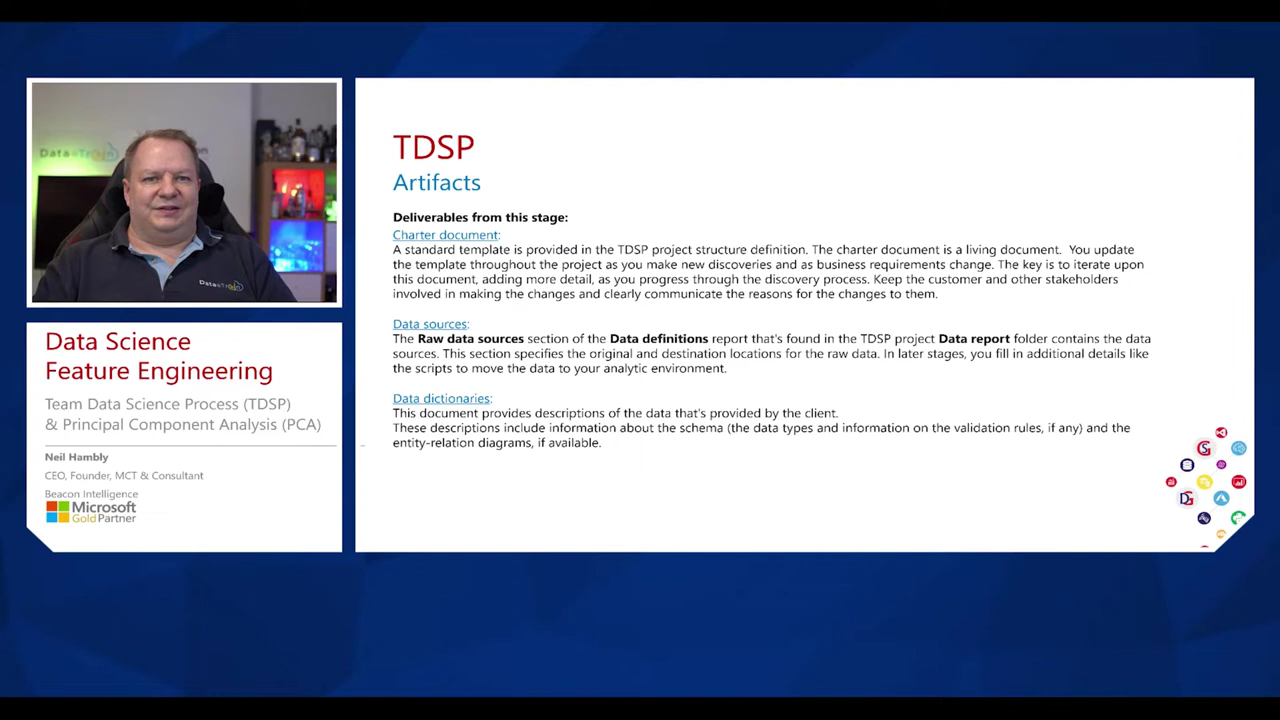 Data-Train
Data-Train
Data Science
Feature Engineering
Team Data Science Process (TDSP)
& Principal Component Analysis (PCA)
Neil Hambly
CEO, Founder, MCT & Consultant
Beacon Intelligence
Microsoft
Gold Partner
TDSP
Artifacts
Deliverables from this stage:
Charter document:
A standard template is provided in the TDSP project structure definition. The charter document is a living document.  You update
the template throughout the project as you make new discoveries and as business requirements change. The key is to iterate upon
this document, adding more detail, as you progress through the discovery process. Keep the customer and other stakeholders
involved in making the changes and clearly communicate the reasons for the changes to them.
Data sources:
The Raw data sources section of the Data definitions report that's found in the TDSP project Data report folder contains the data
sources. This section specifies the original and destination locations for the raw data. In later stages, you fill in additional details like
the scripts to move the data to your analytic environment.
Data dictionaries:
This document provides descriptions of the data that's provided by the client.
These descriptions include information about the schema (the data types and information on the validation rules, if any) and the
entity-relation diagrams, if available.